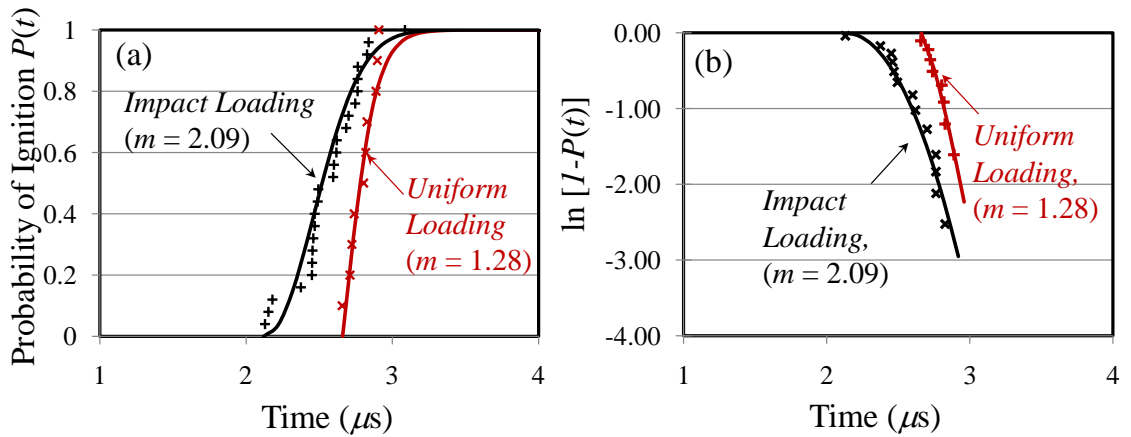 Probability of Ignition P(t)
1
0.8
0.6
0.4
0.2
0
(a)
Impact Loading
(m = 2.09)
Uniform
Loading
(m = 1.28)
1
2
3
4
Time (μs)
ln [1-P(t)]
0.00
-1.00
-2.00
-3.00
-4.00
(b)
Uniform
Loading,
(m = 1.28)
Impact
Loading,
(m = 2.09)
1
2
3
4
Time (μs)